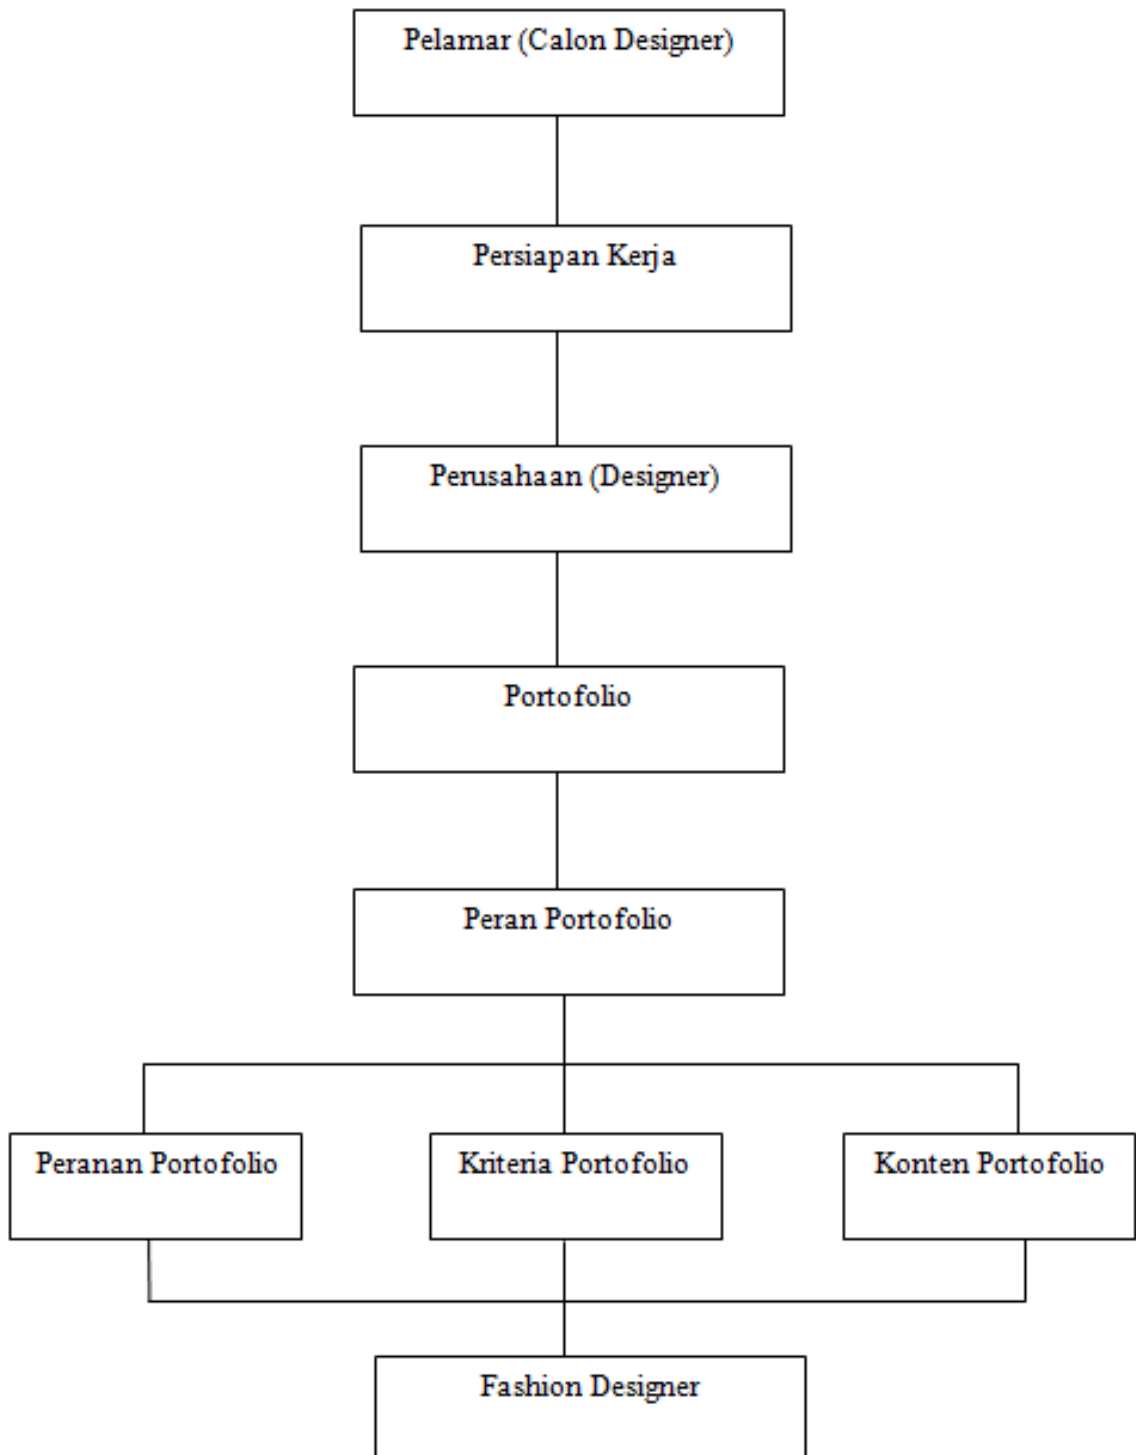 Pelamar (Calon Designer)
Persiapan Kerja
Perusahaan (Designer)
Portofolio
Peran Portofolio
Peranan Portofolio
Kriteria Portofolio
Konten Portofolio
Fashion Designer